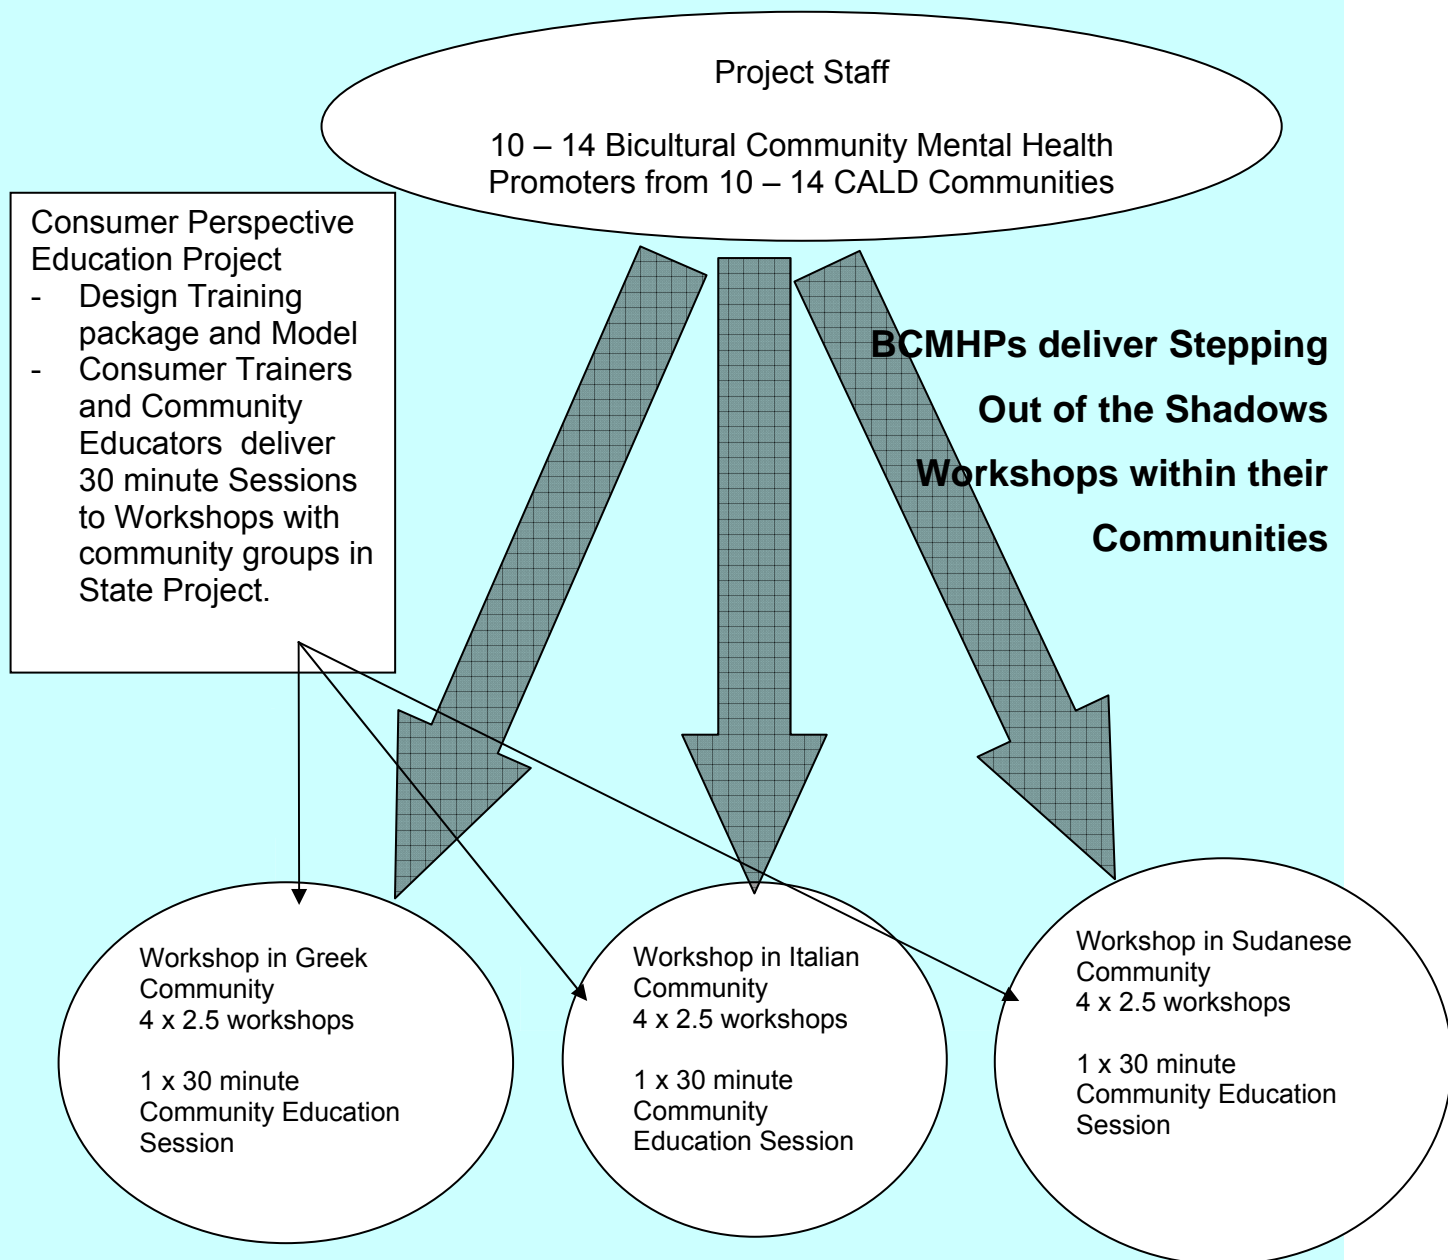 Project Staff
10 – 14 Bicultural Community Mental Health
Promoters from 10 – 14 CALD Communities
Consumer Perspective
Education Project
- Design Training
package and Model
- Consumer Trainers
and Community
Educators deliver
30 minute Sessions
to Workshops with
community groups in
State Project.
BCMHPs deliver Stepping
Out of the Shadows
Workshops within their
Communities
Workshop in Greek
Community
4 x 2.5 workshops
1 x 30 minute
Community Education
Session
Workshop in Italian
Community
4 x 2.5 workshops
1 x 30 minute
Community
Education Session
Workshop in Sudanese
Community
4 x 2.5 workshops
1 x 30 minute
Community Education
Session